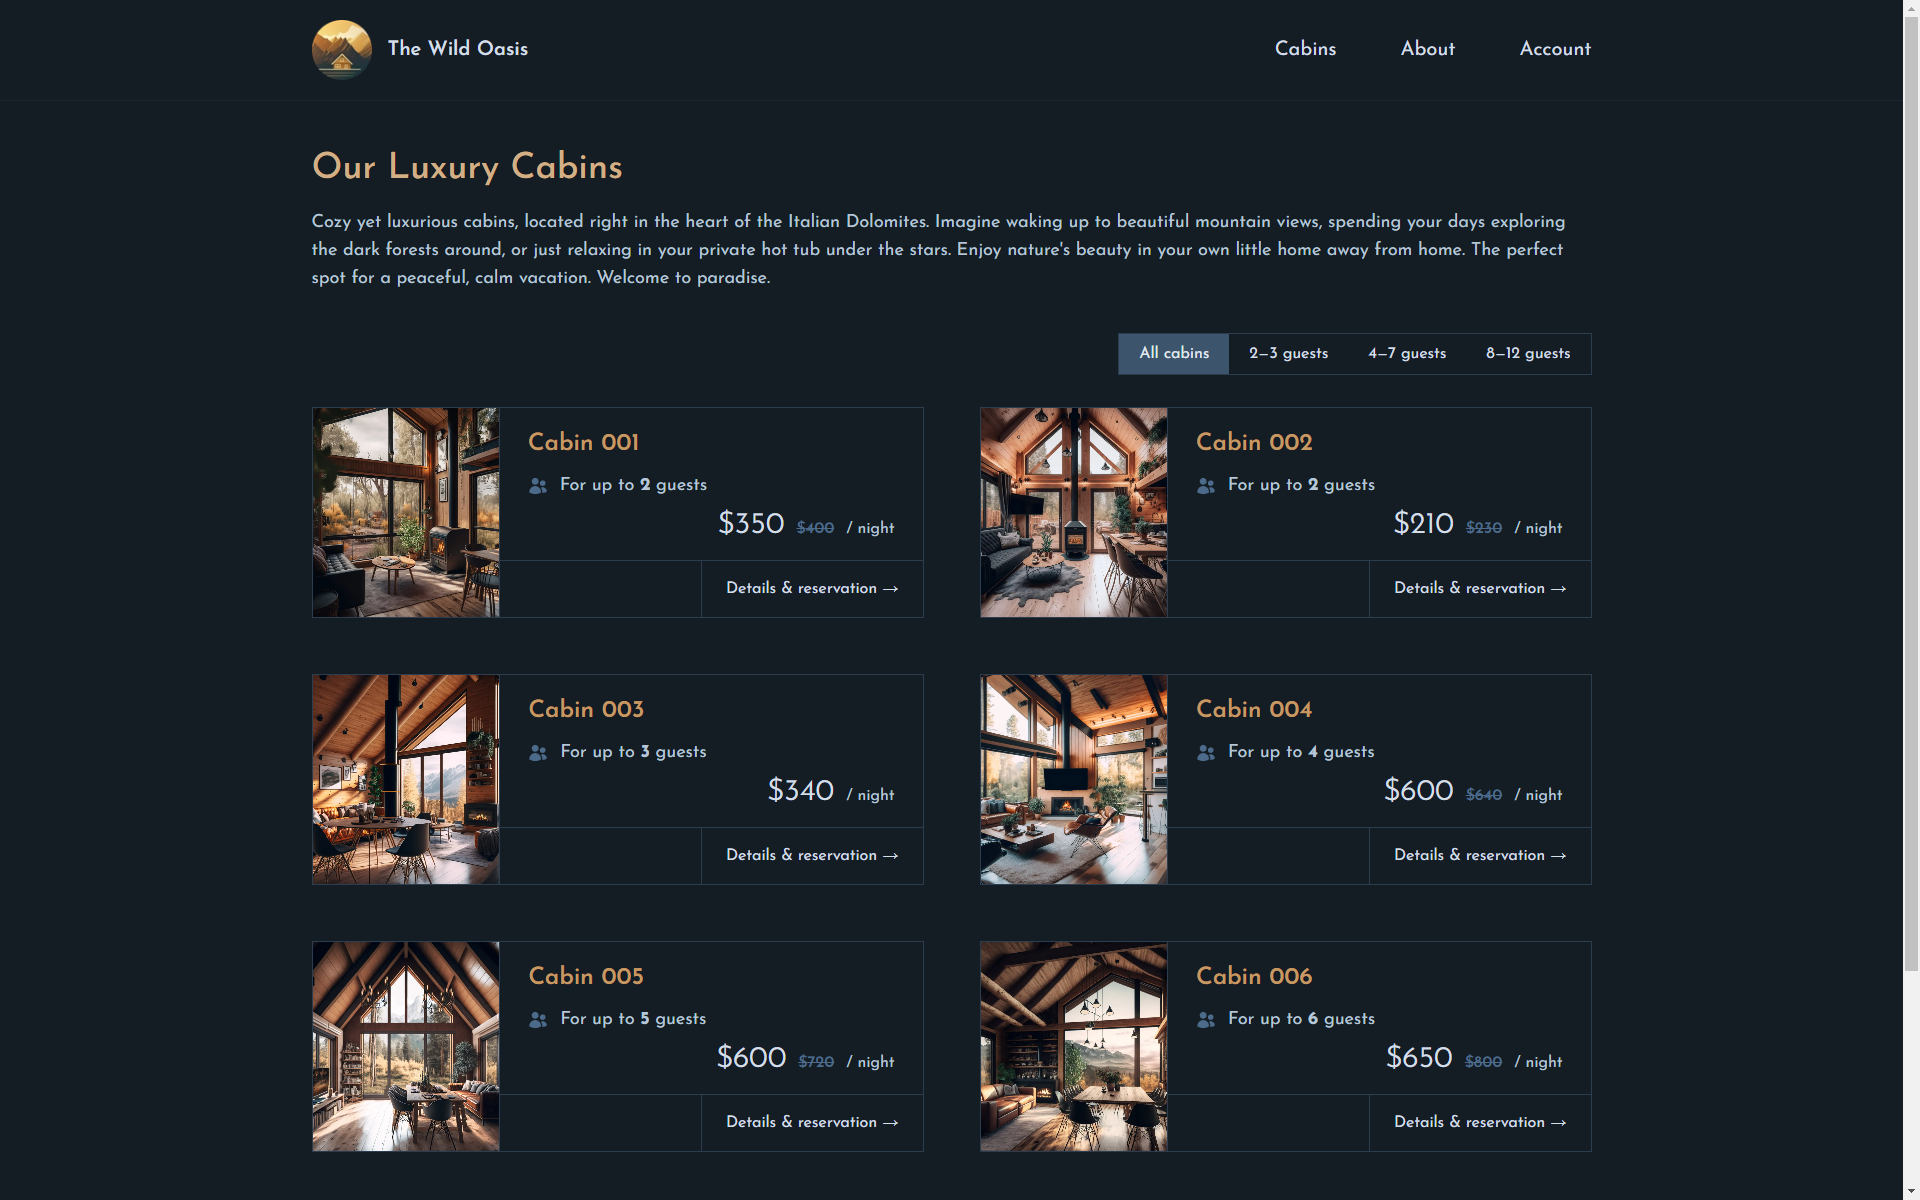 The Wild Oasis
Cabins
About
Account
Our Luxury Cabins
Cozy yet luxurious cabins, located right in the heart of the Italian Dolomites. Imagine waking up to beautiful mountain views, spending your days exploring
the dark forests around, or just relaxing in your private hot tub under the stars. Enjoy nature's beauty in your own little home away from home. The perfect
spot for a peaceful, calm vacation. Welcome to paradise.
All cabins
2–3 guests
4–7 guests
8–12 guests
Cabin 001
For up to 2 guests
$350 $400 / night
Details & reservation →
Cabin 002
For up to 2 guests
$210 $230 / night
Details & reservation →
Cabin 003
For up to 3 guests
$340 / night
Details & reservation →
Cabin 004
For up to 4 guests
$600 $640 / night
Details & reservation →
Cabin 005
For up to 5 guests
$600 $720 / night
Details & reservation →
Cabin 006
For up to 6 guests
$650 $800 / night
Details & reservation →